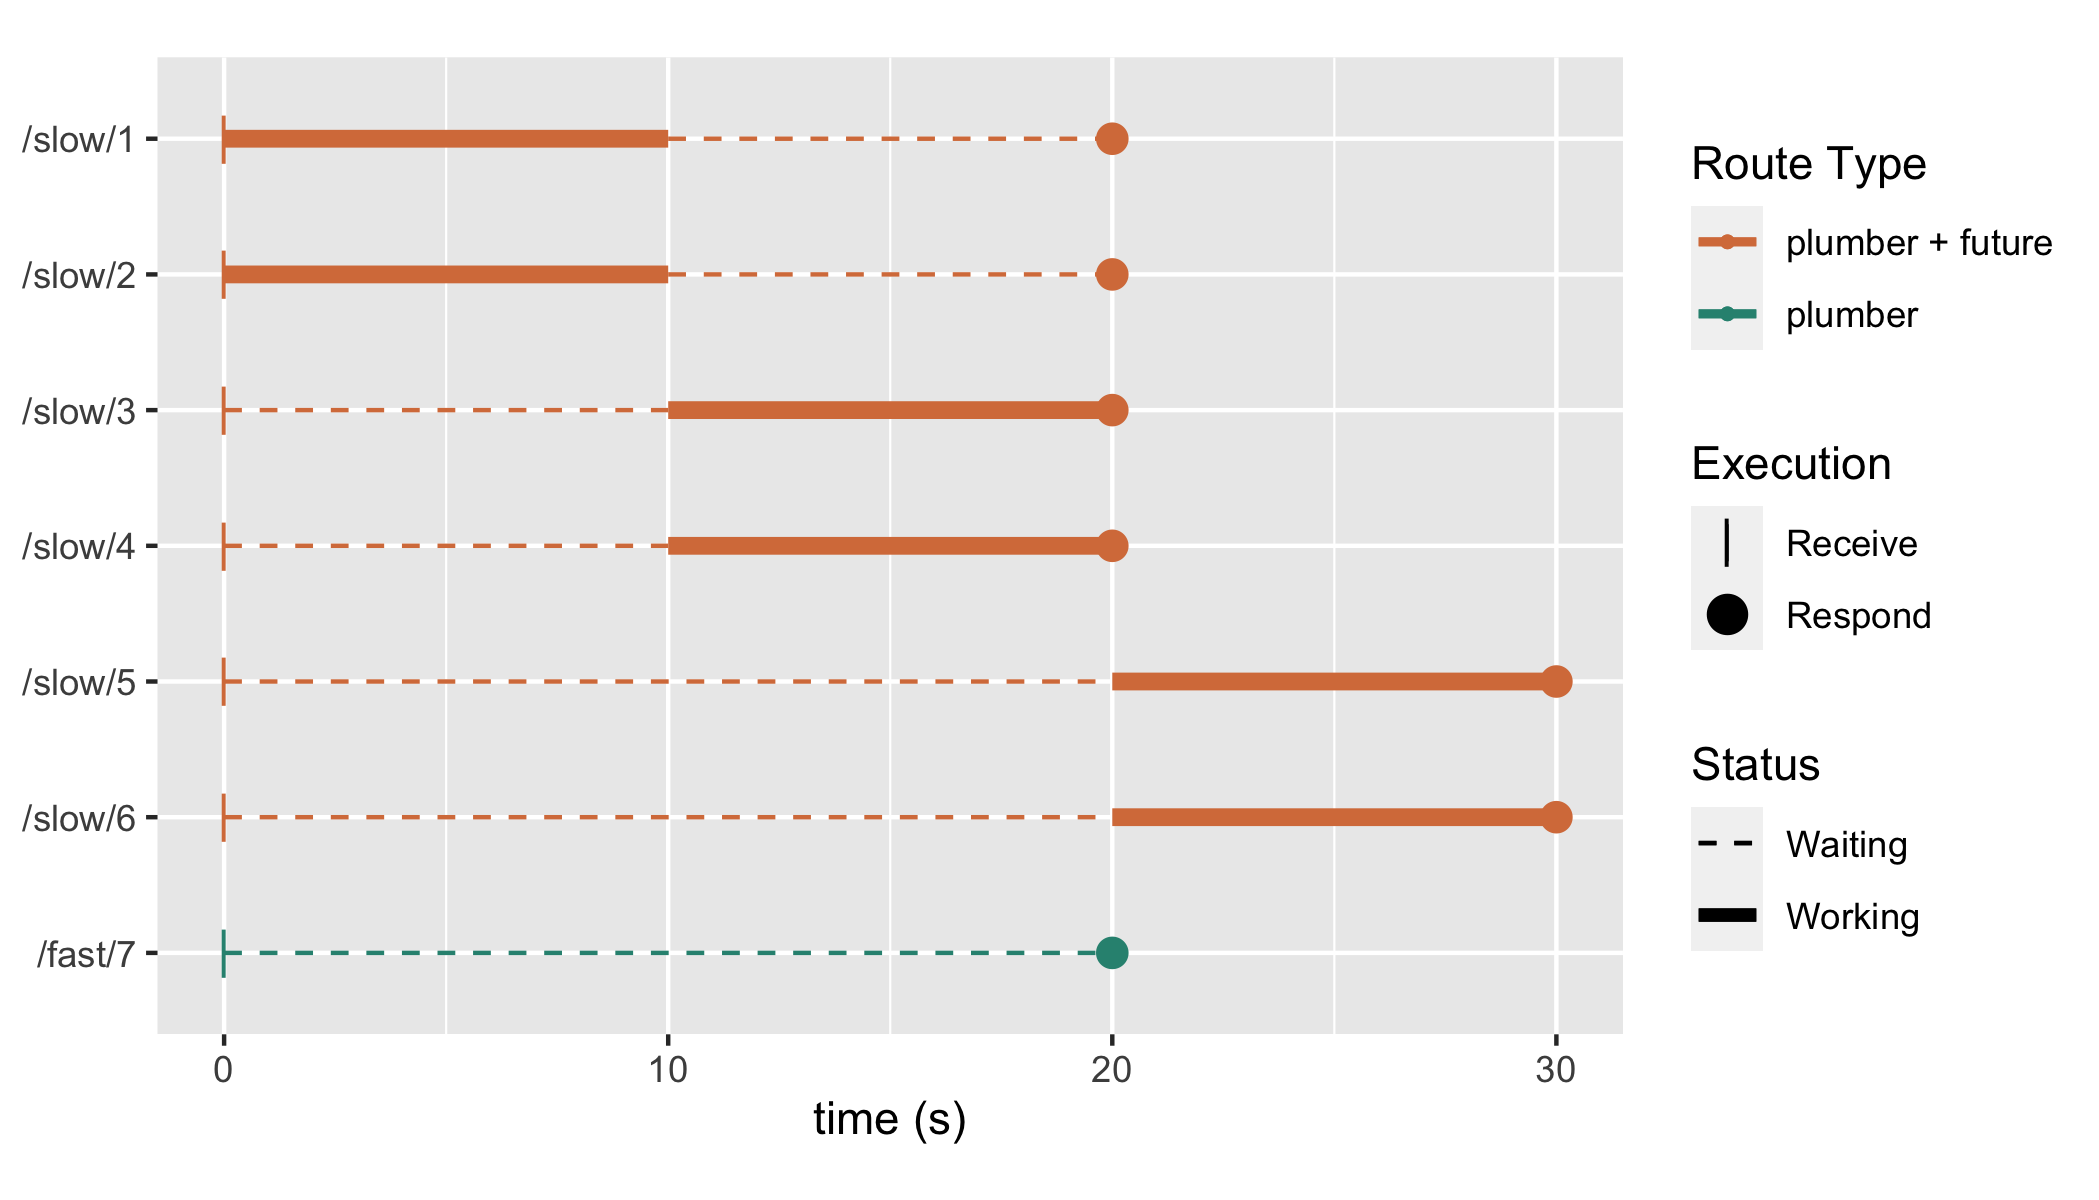 /slow/1
/slow/2
/slow/3
/slow/4
/slow/5
/slow/6
/fast/7
0 10 20 30
time (s)
Route Type
plumber + future
plumber
Execution
Receive
Respond
Status
Waiting
Working